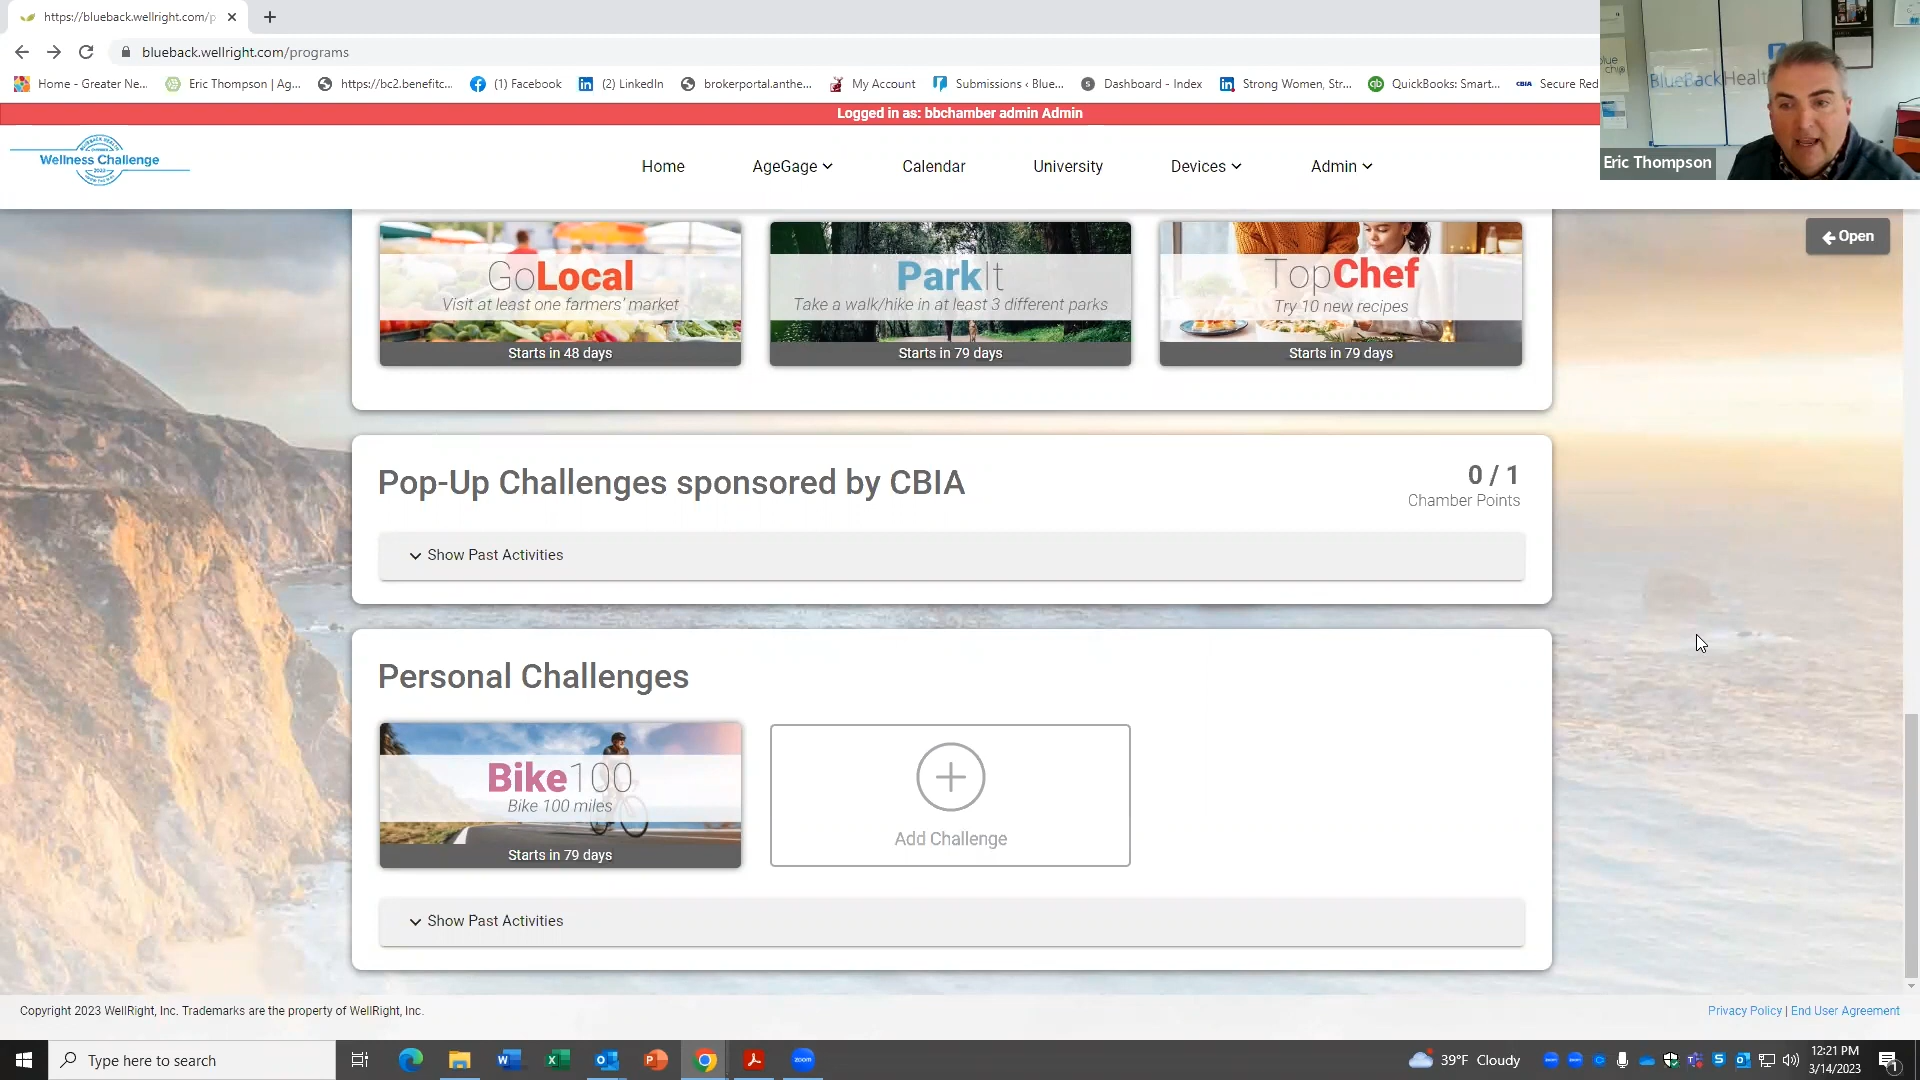 https://blueback.wellright.com/p
blueback.wellright.com/programs
Home - Greater Ne...
Eric Thompson | Ag...
https://bc2.benefitc...
(1) Facebook
(2) LinkedIn
brokerportal.anthe...
My Account
Submissions ‹ Blue...
Dashboard - Index
Strong Women, Str...
QuickBooks: Smart...
CBIA
Secure Red
BlueBackHealt
Eric Thompson
Logged in as: bbchamber admin Admin
Wellness Challenge
2023
Home
AgeGage
Calendar
University
Devices
Admin
Open
GoLocal
Visit at least one farmers' market
Starts in 48 days
ParkIt
Take a walk/hike in at least 3 different parks
Starts in 79 days
TopChef
Try 10 new recipes
Starts in 79 days
Pop-Up Challenges sponsored by CBIA
0 / 1
Chamber Points
Show Past Activities
Personal Challenges
Bike100
Bike 100 miles
Starts in 79 days
Add Challenge
Show Past Activities
Copyright 2023 WellRight, Inc. Trademarks are the property of WellRight, Inc.
Privacy Policy | End User Agreement
Type here to search
zoom
39°F Cloudy
12:21 PM
3/14/2023
1